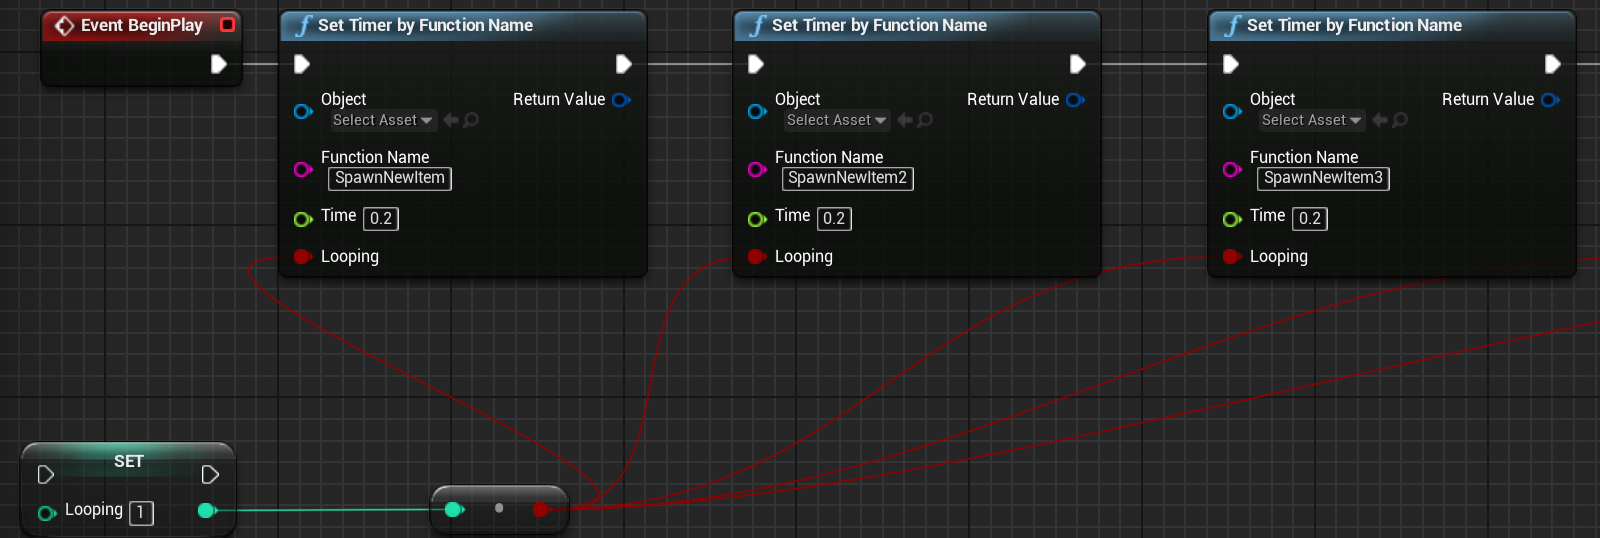 Event BeginPlay
Set Timer by Function Name
Object
Select Asset
Return Value
Function Name
SpawnNewItem
Time 0.2
Looping
Set Timer by Function Name
Object
Select Asset
Return Value
Function Name
SpawnNewItem2
Time 0.2
Looping
Set Timer by Function Name
Object
Select Asset
Return Value
Function Name
SpawnNewItem3
Time 0.2
Looping
SET
Looping 1